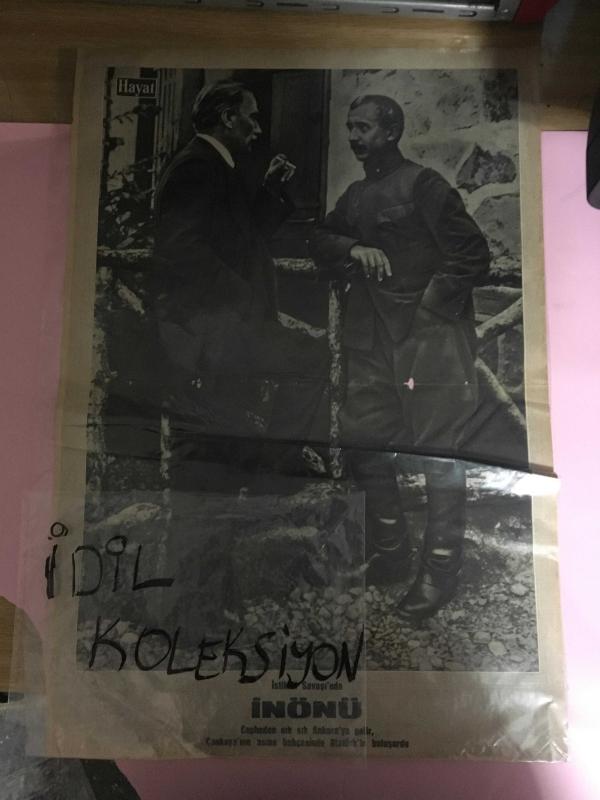 Hayat
İDİL
KOLEKSİYON
İstiklâl Savaşı'nda
İNÖNÜ
Cepheden sık sık Ankara'ya gelir,
Çankaya'nın asma bahçesinde Atatürk'le buluşurdu